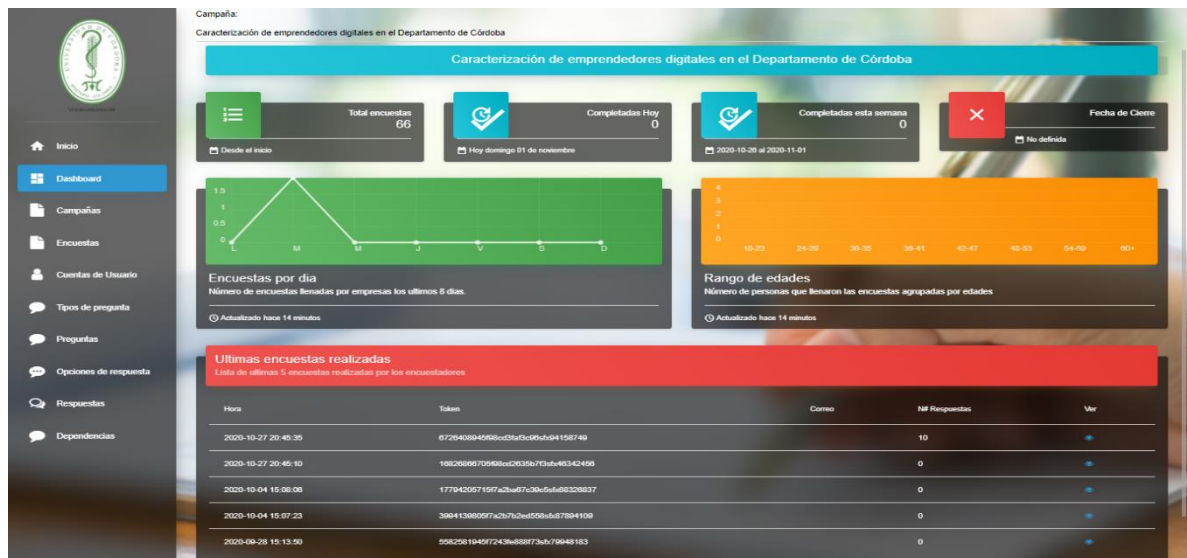 Campaña:
Caracterización de emprendedores digitales en el Departamento de Córdoba
Caracterización de emprendedores digitales en el Departamento de Córdoba
Inicio
Dashboard
Campañas
Encuestas
Cuentas de Usuario
Tipos de pregunta
Preguntas
Opciones de respuesta
Respuestas
Dependencias
Total encuestas
66
Desde el inicio
Completadas Hoy
0
Hoy domingo 01 de noviembre
Completadas esta semana
0
2020-10-26 al 2020-11-01
Fecha de Cierre
No definida
1.5
1
0.5
0
L M M J V S D
Encuestas por dia
Número de encuestas llenadas por empresas los ultimos 8 dias.
Actualizado hace 14 minutos
4
3
2
1
0
18-23 24-29 30-35 36-41 42-47 48-53 54-59 60+
Rango de edades
Número de personas que llenaron las encuestas agrupadas por edades
Actualizado hace 14 minutos
Ultimas encuestas realizadas
Lista de ultimas 5 encuestas realizadas por los encuestadores
Hora Token Correo N# Respuestas Ver
2020-10-27 20:45:35 10
2020-10-27 20:45:10 0
2020-10-04 15:08:06 0
2020-10-04 15:07:23 0
2020-09-28 15:13:50 0